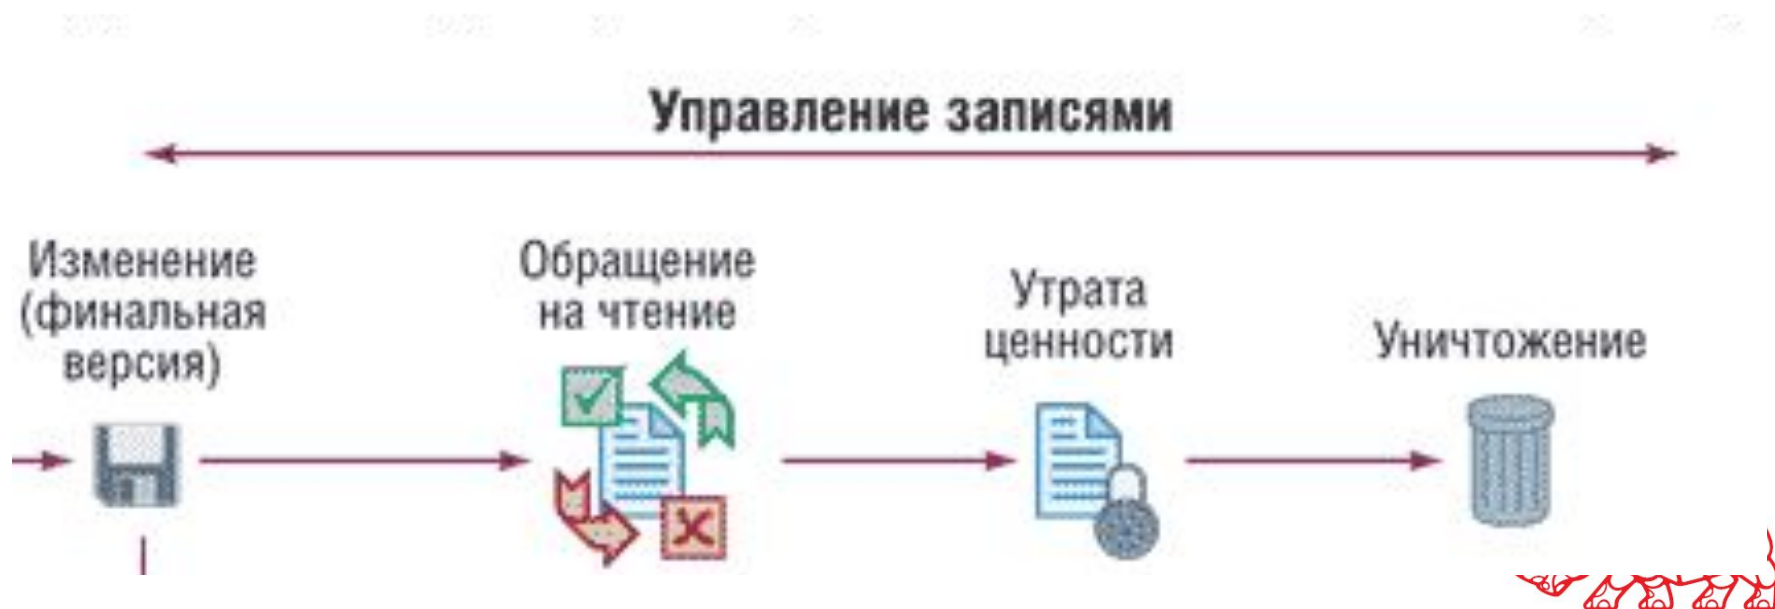 Управление записями
Изменение
(финальная
версия)
Обращение
на чтение
Утрата
ценности
Уничтожение